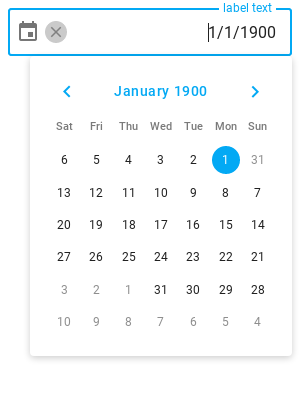 label text
1/1/1900
January 1900
Sat Fri Thu Wed Tue Mon Sun
6 5 4 3 2 1 31
13 12 11 10 9 8 7
20 19 18 17 16 15 14
27 26 25 24 23 22 21
3 2 1 31 30 29 28
10 9 8 7 6 5 4